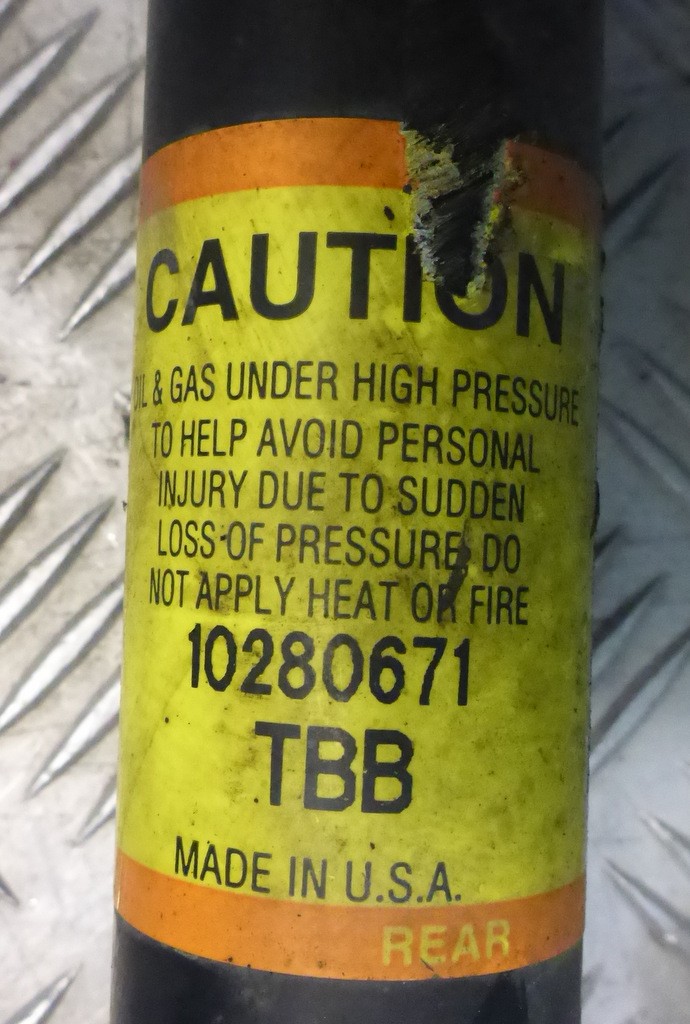 CAUTION
OIL & GAS UNDER HIGH PRESSURE
TO HELP AVOID PERSONAL
INJURY DUE TO SUDDEN
LOSS OF PRESSURE, DO
NOT APPLY HEAT OR FIRE
10280671
TBB
MADE IN U.S.A.
REAR